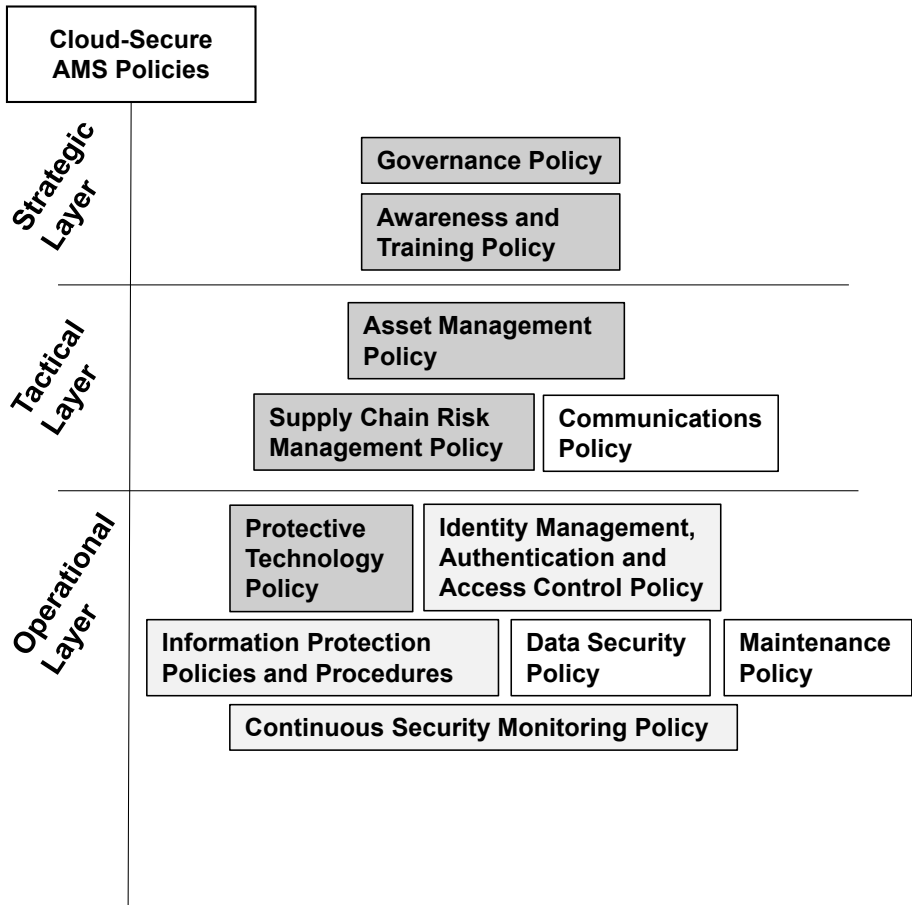 Cloud-Secure
AMS Policies
Strategic
Layer
Governance Policy
Awareness and
Training Policy
Tactical
Layer
Asset Management
Policy
Supply Chain Risk
Management Policy
Communications
Policy
Operational
Layer
Protective
Technology
Policy
Identity Management,
Authentication and
Access Control Policy
Information Protection
Policies and Procedures
Data Security
Policy
Maintenance
Policy
Continuous Security Monitoring Policy